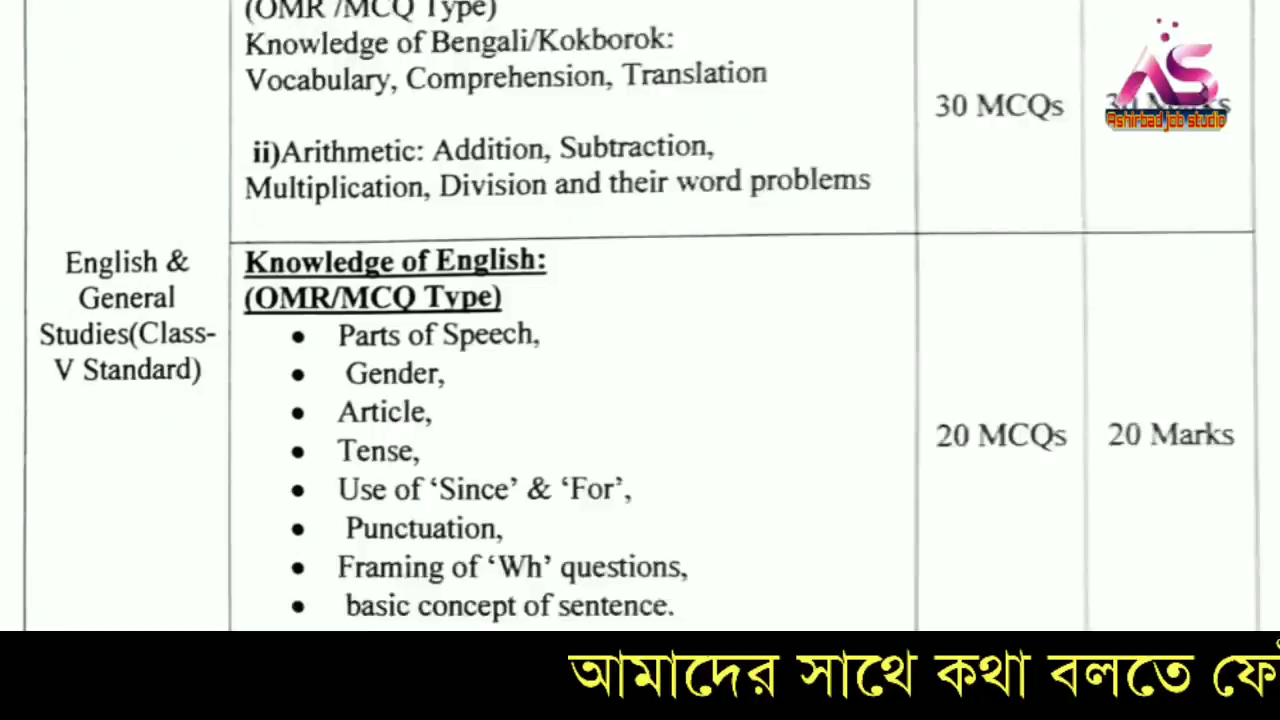 (OMR /MCQ Type)
Knowledge of Bengali/Kokborok:
Vocabulary, Comprehension, Translation
30 MCQs
AS
Ashirbad job studio
ii)Arithmetic: Addition, Subtraction,
Multiplication, Division and their word problems
English &
General
Studies(Class-
V Standard)
Knowledge of English:
(OMR/MCQ Type)
• Parts of Speech,
• Gender,
• Article,
• Tense,
• Use of ‘Since’ & ‘For’,
• Punctuation,
• Framing of ‘Wh’ questions,
• basic concept of sentence.
20 MCQs
20 Marks
আমাদের সাথে কথা বলতে